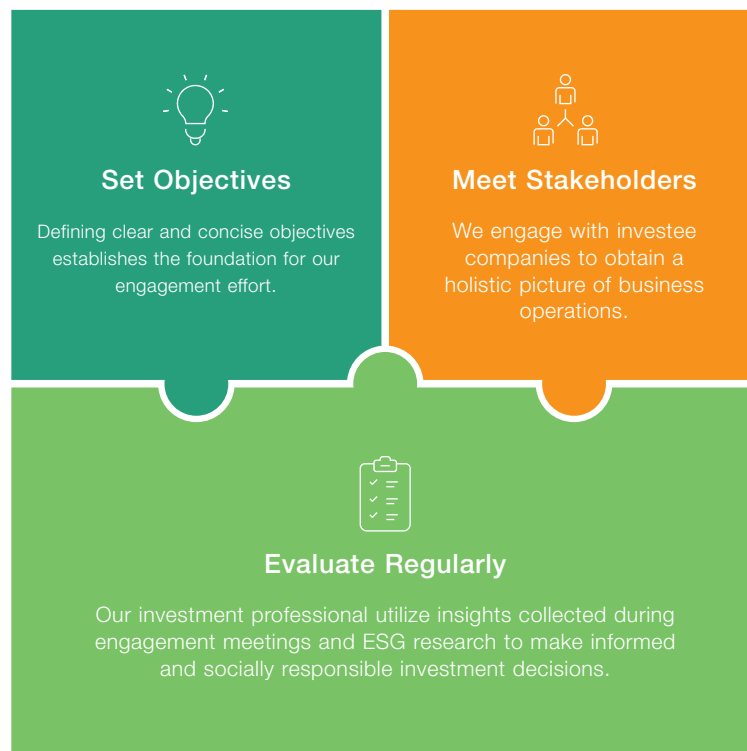 Set Objectives
Defining clear and concise objectives
establishes the foundation for our
engagement effort.
Meet Stakeholders
We engage with investee
companies to obtain a
holistic picture of business
operations.
Evaluate Regularly
Our investment professional utilize insights collected during
engagement meetings and ESG research to make informed
and socially responsible investment decisions.